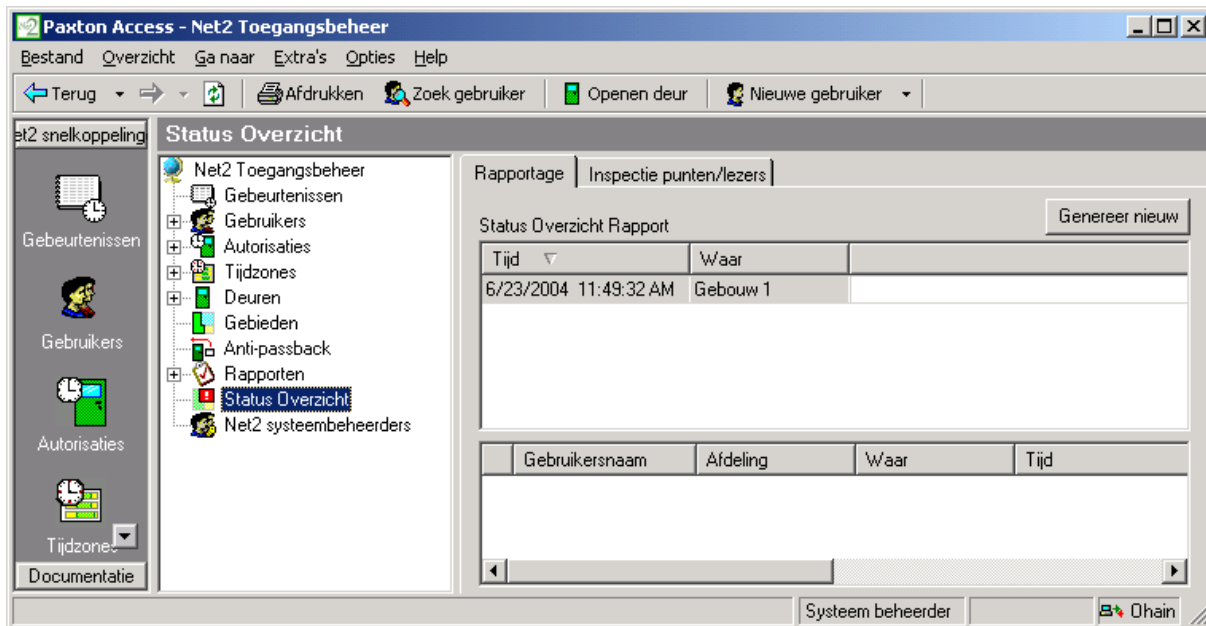 Paxton Access - Net2 Toegangsbeheer
Bestand Overzicht Ga naar Extra's Opties Help
Terug Afdrukken Zoek gebruiker Openen deur Nieuwe gebruiker
et2 snelkoppeling
Status Overzicht
Gebeurtenissen
Gebruikers
Autorisaties
Tijdzones
Documentatie
Net2 Toegangsbeheer
Gebeurtenissen
Gebruikers
Autorisaties
Tijdzones
Deuren
Gebieden
Anti-passback
Rapporten
Status Overzicht
Net2 systeembeheerders
Rapportage Inspectie punten/lezers
Status Overzicht Rapport
Genereer nieuw
Tijd Waar
6/23/2004 11:49:32 AM Gebouw 1
Gebruikersnaam Afdeling Waar Tijd
Systeem beheerder Ohain